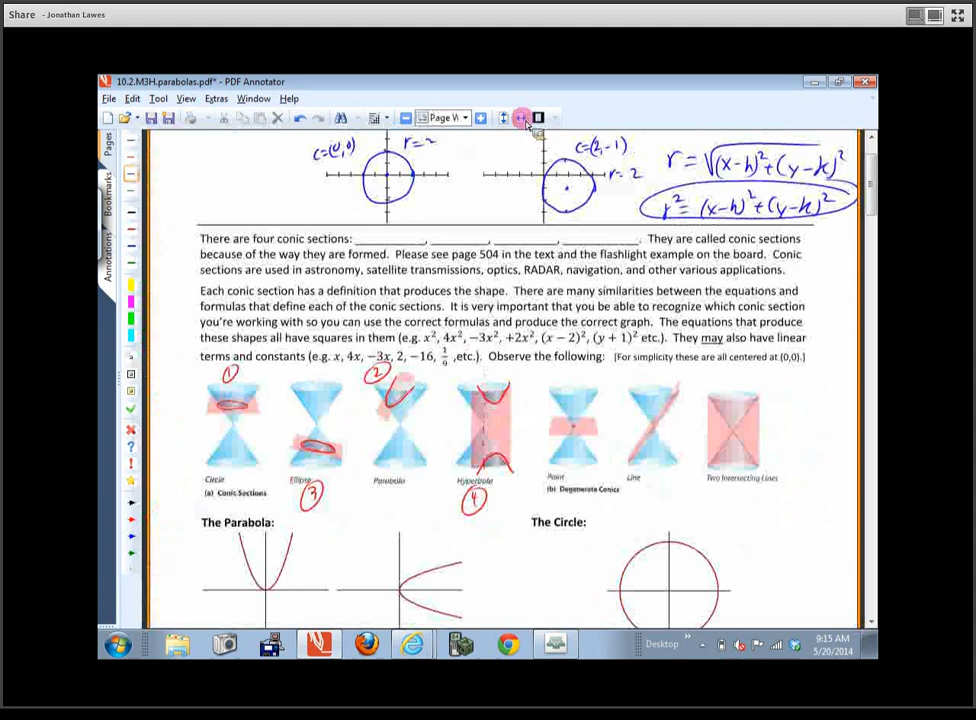 Share - Jonathan Lawes
10.2.M3H.parabolas.pdf* - PDF Annotator
File Edit Tool View Extras Window Help
Page W
Pages
Bookmarks
Annotations
c=(0,0) r=2
c=(2,-1)
r=2
r=√(x-h)²+(y-k)²
r²=(x-h)²+(y-k)²
There are four conic sections: ____________, ____________, ____________, ____________. They are called conic sections
because of the way they are formed. Please see page 504 in the text and the flashlight example on the board. Conic
sections are used in astronomy, satellite transmissions, optics, RADAR, navigation, and other various applications.
Each conic section has a definition that produces the shape. There are many similarities between the equations and
formulas that define each of the conic sections. It is very important that you be able to recognize which conic section
you're working with so you can use the correct formulas and produce the correct graph. The equations that produce
these shapes all have squares in them (e.g. x², 4x², −3x², +2x², (x − 2)², (y + 1)² etc.). They may also have linear
terms and constants (e.g. x, 4x, −3x, 2, −16, 1/9 ,etc.). Observe the following: [For simplicity these are all centered at (0,0).]
1 2
Circle Ellipse Parabola Hyperbola Point Line Two Intersecting Lines
3 4
(a) Conic Sections (b) Degenerate Conics
The Parabola: The Circle:
Desktop
9:15 AM
5/20/2014